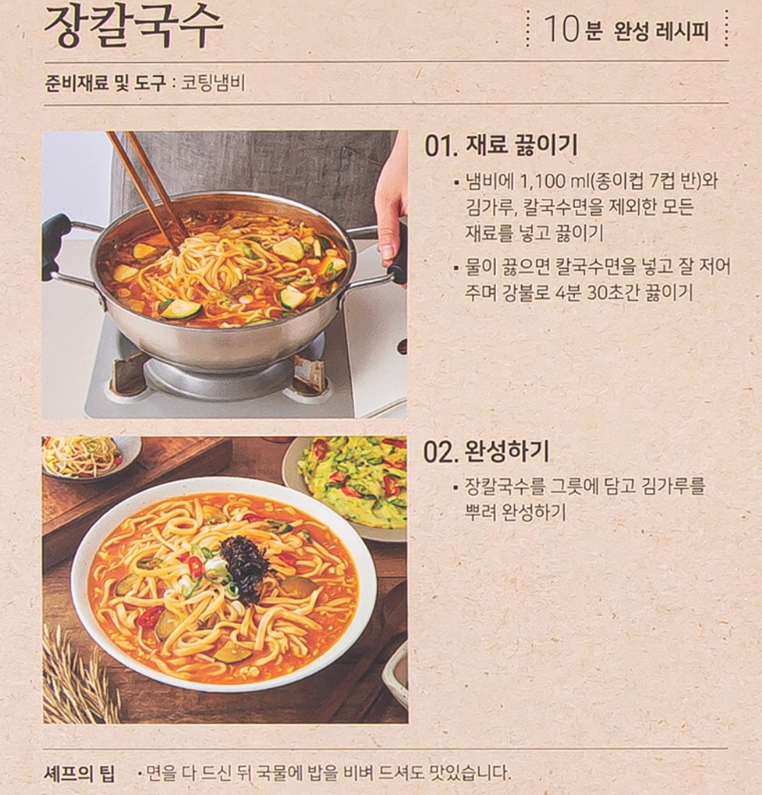 장칼국수
10분 완성 레시피
준비재료 및 도구 : 코팅냄비
01. 재료 끓이기
▪ 냄비에 1,100 ml(종이컵 7컵 반)와
김가루, 칼국수면을 제외한 모든
재료를 넣고 끓이기
▪ 물이 끓으면 칼국수면을 넣고 잘 저어
주며 강불로 4분 30초간 끓이기
02. 완성하기
▪ 장칼국수를 그릇에 담고 김가루를
뿌려 완성하기
셰프의 팁 • 면을 다 드신 뒤 국물에 밥을 비벼 드셔도 맛있습니다.